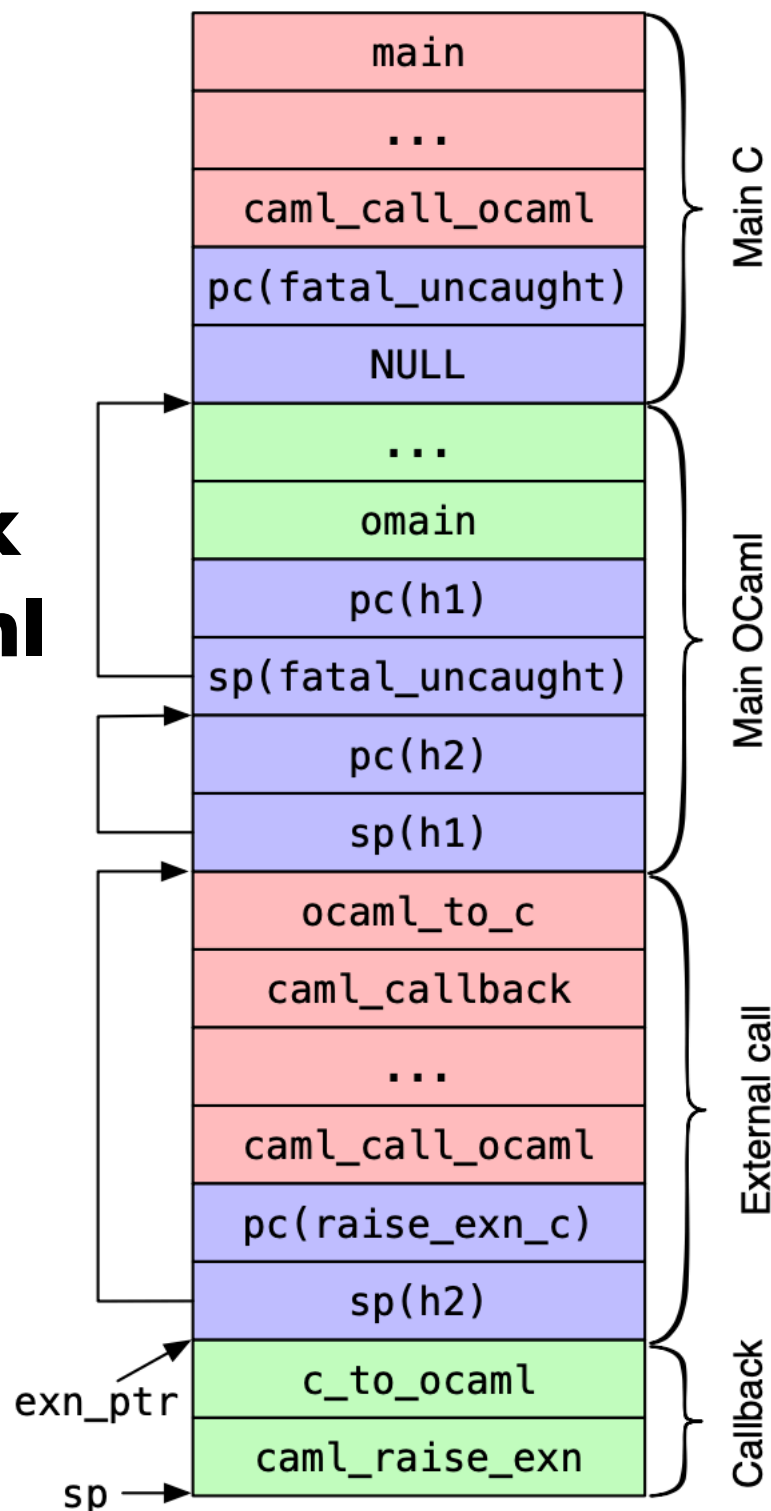 main
...
caml_call_ocaml
pc(fatal_uncaught)
NULL
Main C
...
omain
pc(h1)
sp(fatal_uncaught)
pc(h2)
sp(h1)
Main OCaml
ocaml_to_c
caml_callback
...
caml_call_ocaml
pc(raise_exn_c)
sp(h2)
External call
exn_ptr
c_to_ocaml
caml_raise_exn
Callback
sp